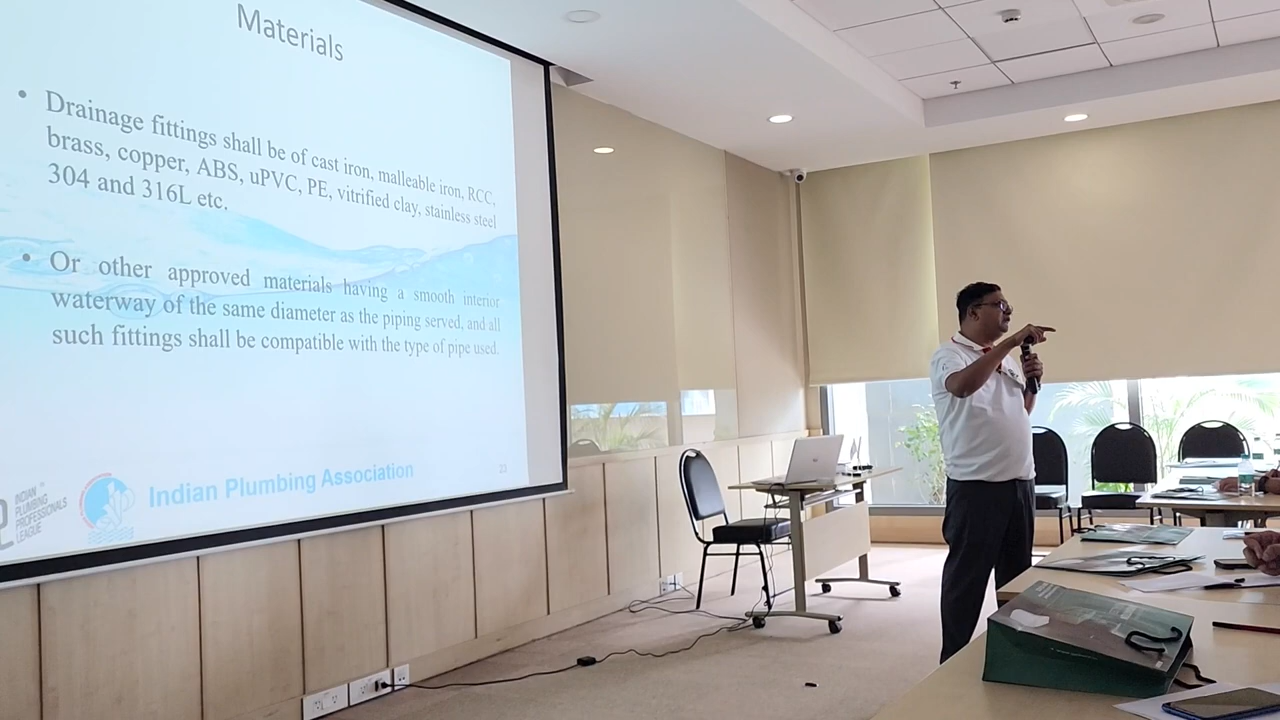 Materials
• Drainage fittings shall be of cast iron, malleable iron, RCC,
brass, copper, ABS, uPVC, PE, vitrified clay, stainless steel
304 and 316L etc.
• Or other approved materials having a smooth interior
waterway of the same diameter as the piping served, and all
such fittings shall be compatible with the type of pipe used.
INDIAN
PLUMBING
PROFESSIONALS
LEAGUE
Indian Plumbing Association
23